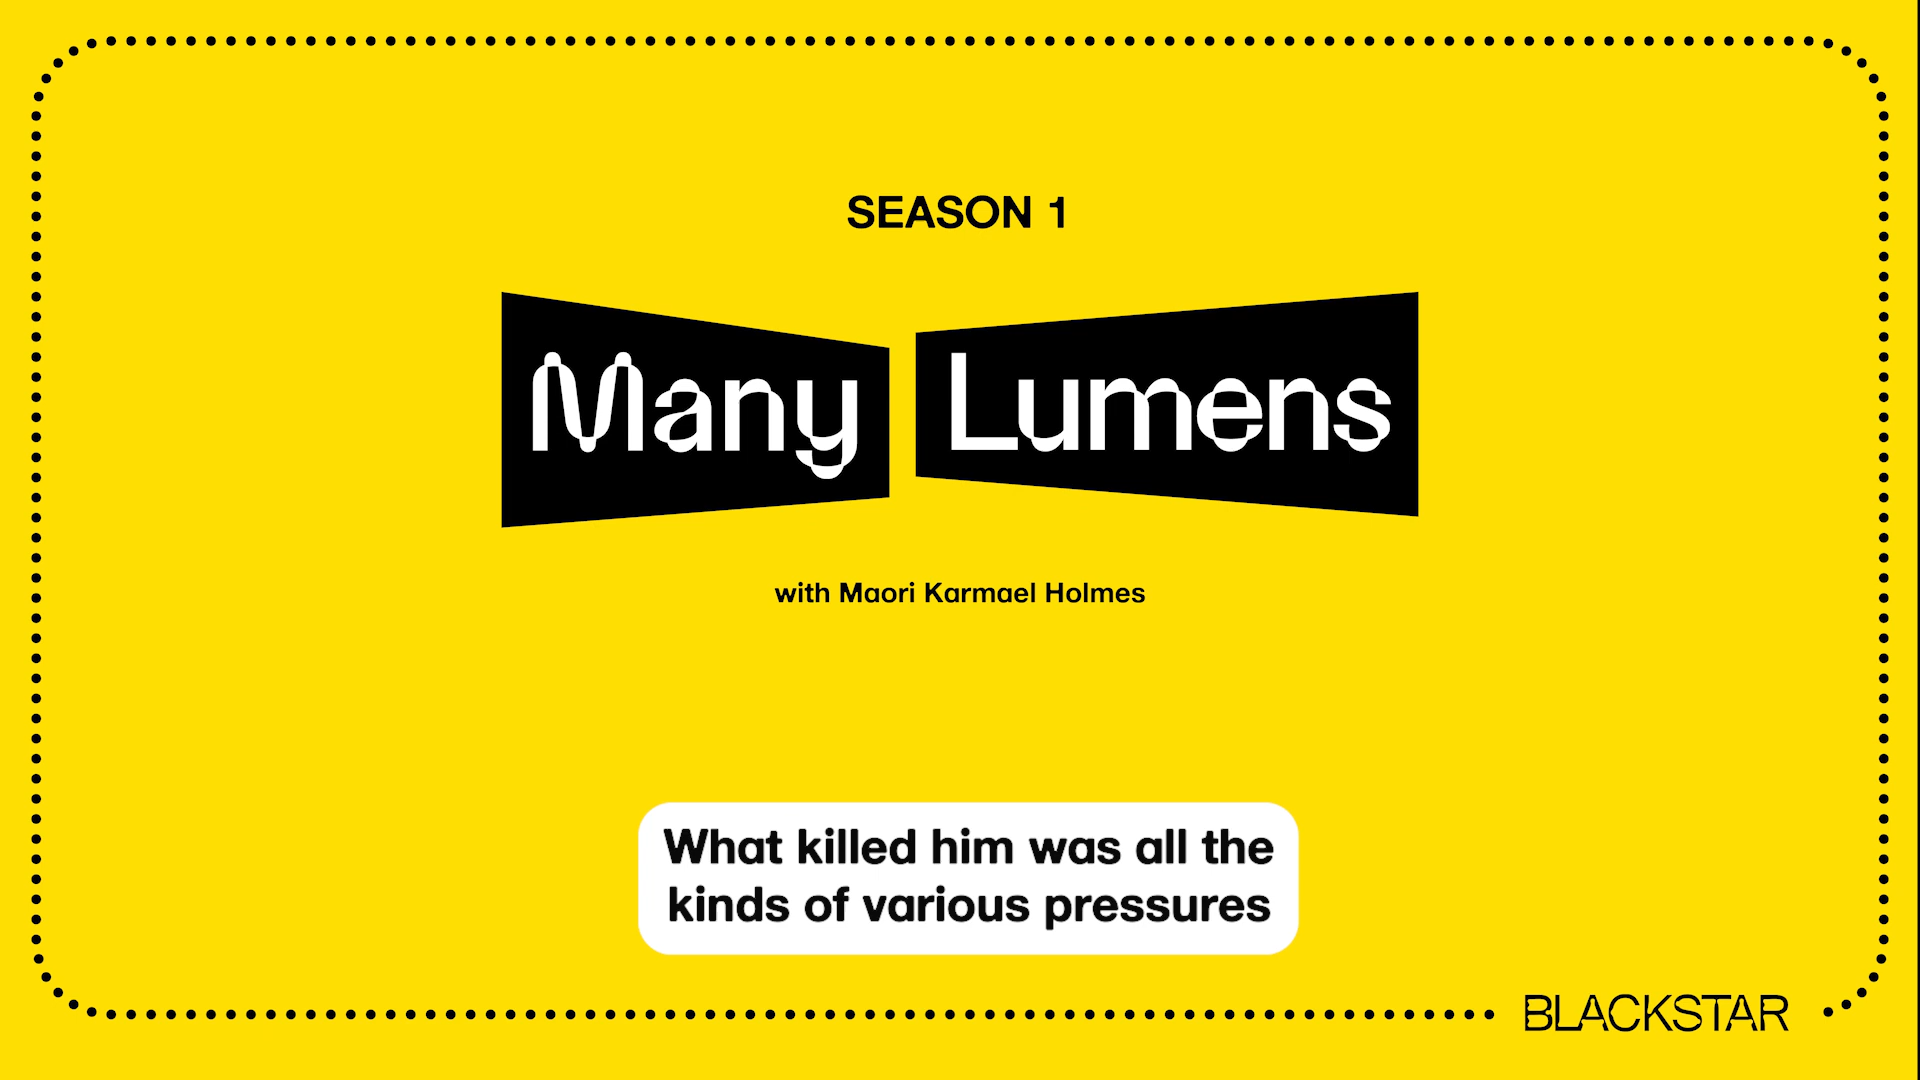 SEASON 1
Many Lumens
with Maori Karmael Holmes
What killed him was all the
kinds of various pressures
BLACKSTAR